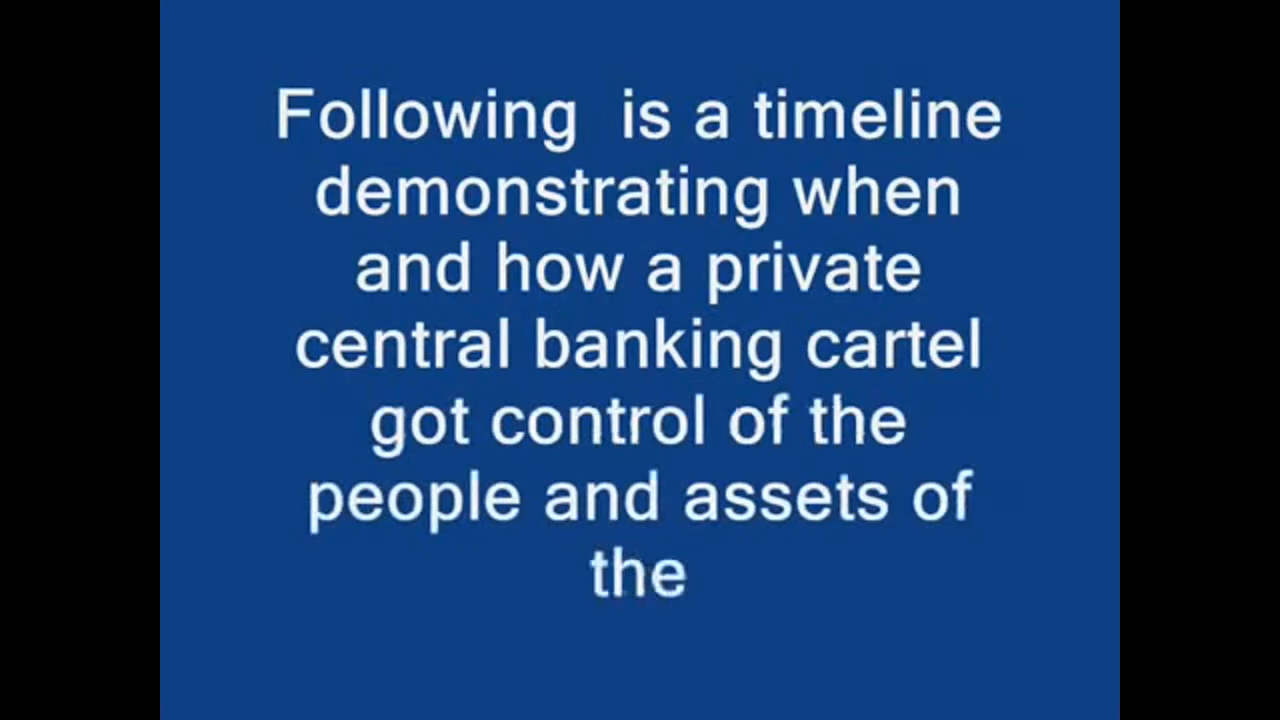 Following  is a timeline
demonstrating when
and how a private
central banking cartel
got control of the
people and assets of
the